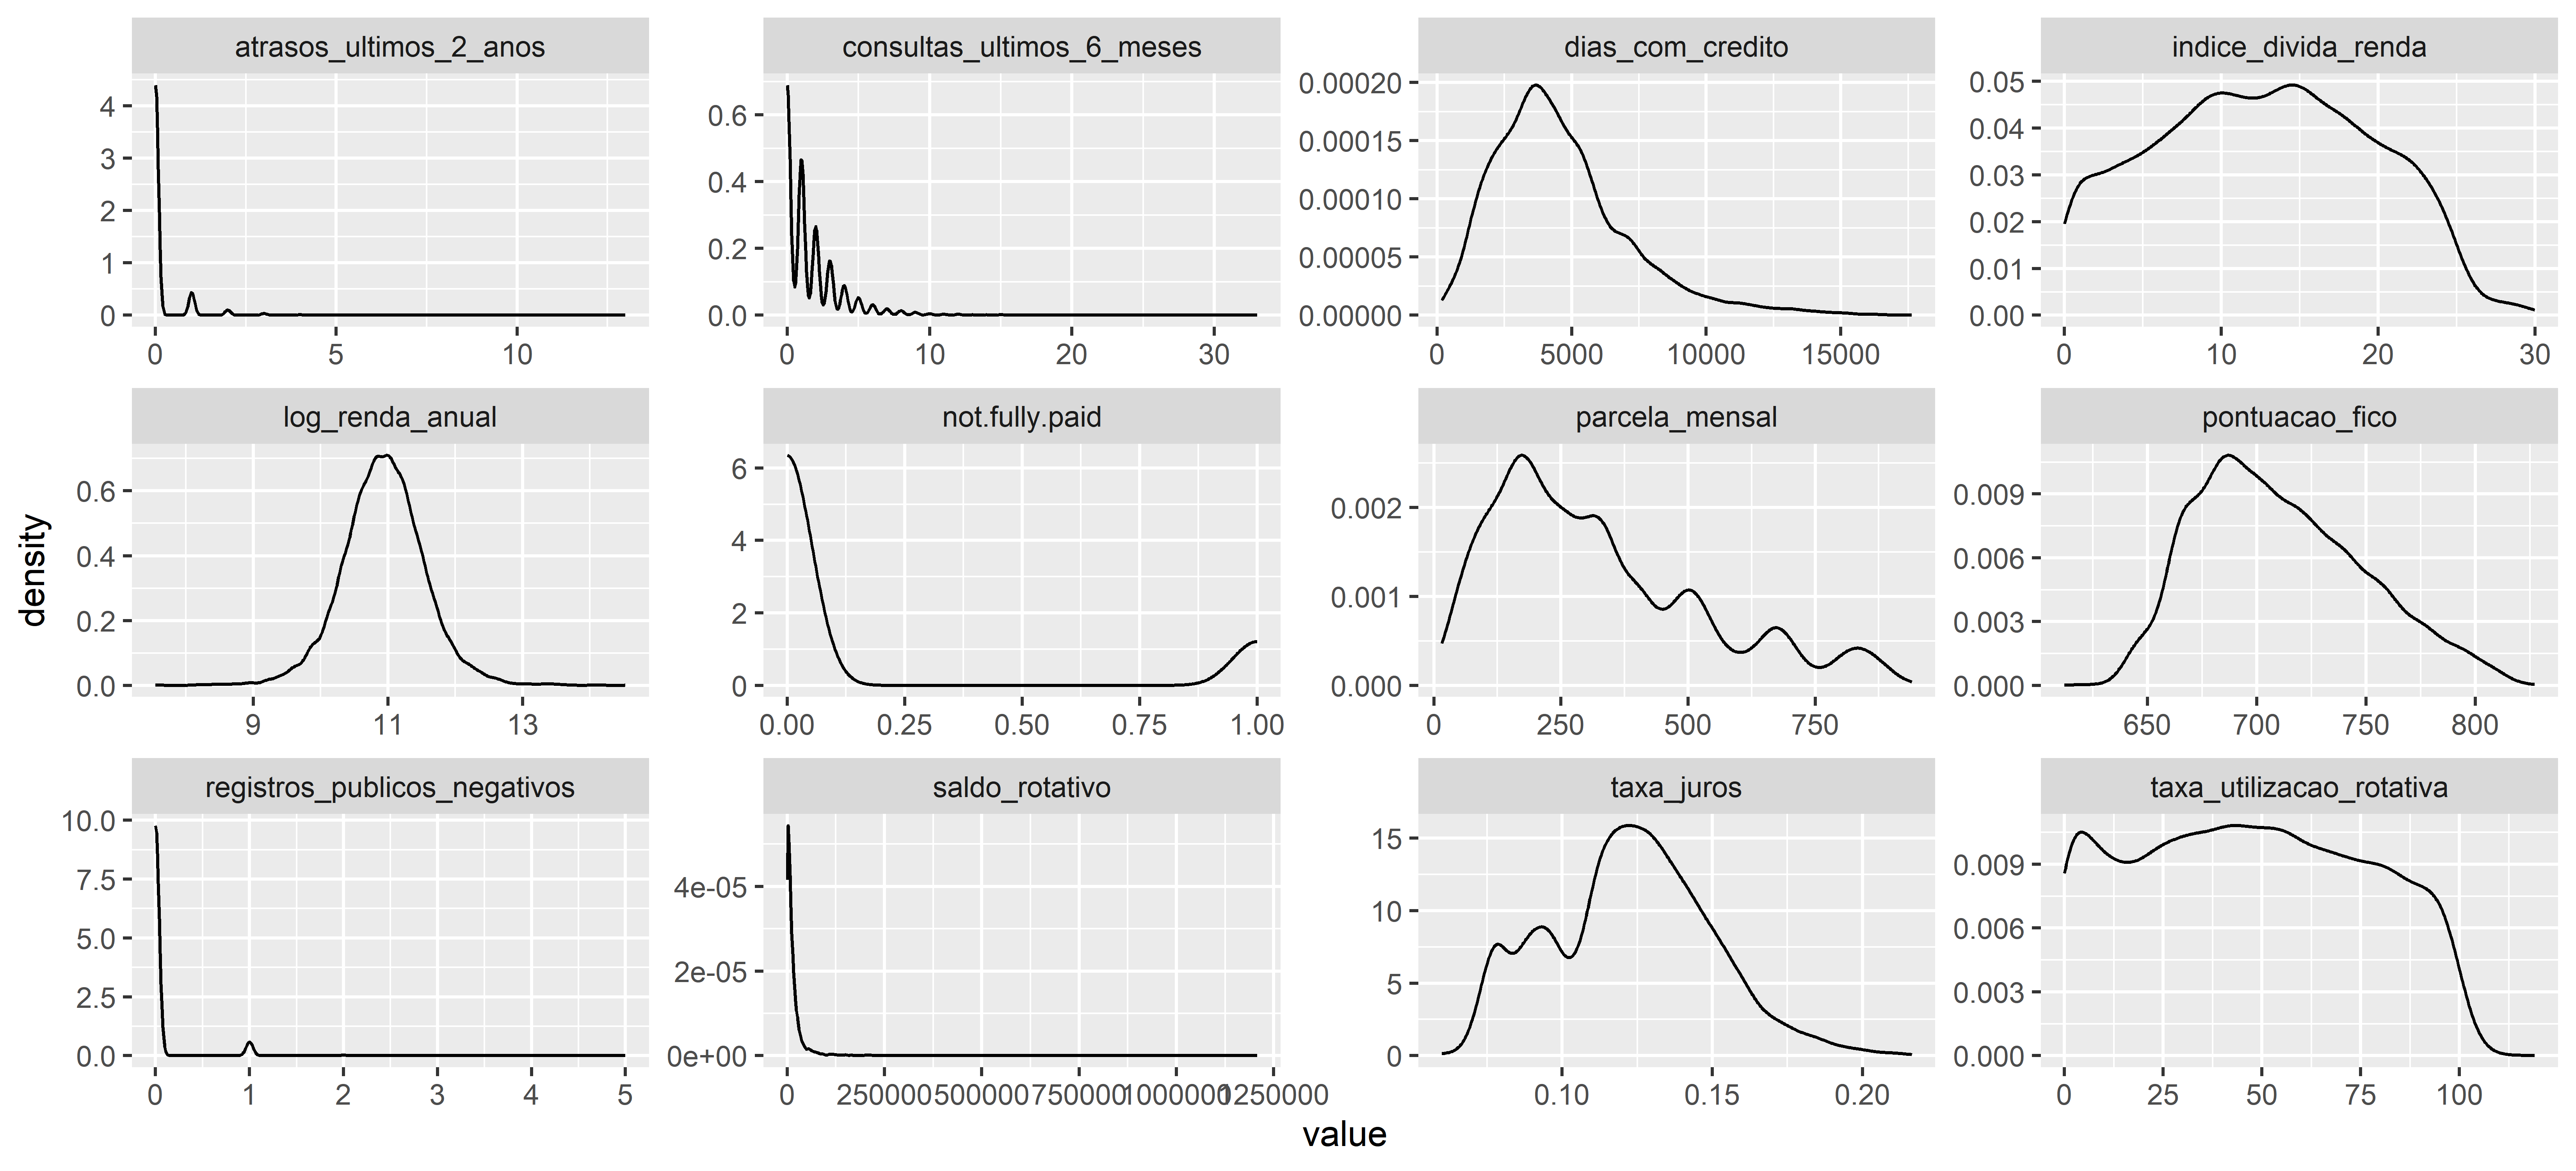 atrasos_ultimos_2_anos
4
3
2
1
0
0 5 10
consultas_ultimos_6_meses
0.6
0.4
0.2
0.0
0 10 20 30
dias_com_credito
0.00020
0.00015
0.00010
0.00005
0.00000
0 5000 10000 15000
indice_divida_renda
0.05
0.04
0.03
0.02
0.01
0.00
0 10 20 30
density
log_renda_anual
0.6
0.4
0.2
0.0
9 11 13
not.fully.paid
6
4
2
0
0.00 0.25 0.50 0.75 1.00
parcela_mensal
0.002
0.001
0.000
0 250 500 750
pontuacao_fico
0.009
0.006
0.003
0.000
650 700 750 800
registros_publicos_negativos
10.0
7.5
5.0
2.5
0.0
0 1 2 3 4 5
saldo_rotativo
4e-05
2e-05
0e+00
0 250000 500000 750000 1000000 1250000
taxa_juros
15
10
5
0
0.10 0.15 0.20
taxa_utilizacao_rotativa
0.009
0.006
0.003
0.000
0 25 50 75 100
value